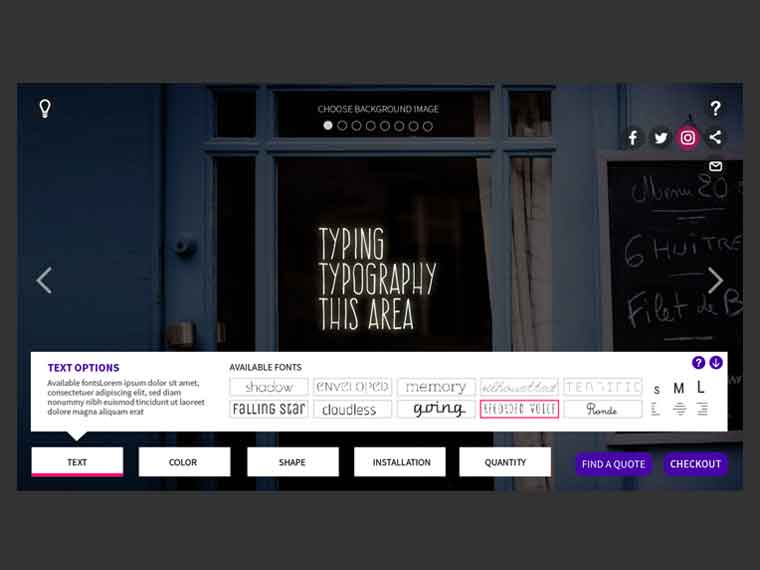 CHOOSE BACKGROUND IMAGE
?
Menu 20
6 HUÎTRE
Filet de B
TYPING
TYPOGRAPHY
THIS AREA
TEXT OPTIONS
Available fontsLorem ipsum dolor sit amet,
consectetuer adipiscing elit, sed diam
nonummy nibh euismod tincidunt ut laoreet
dolore magna aliquam erat
AVAILABLE FONTS
?
shadow enveloped memory silhouetted TERRIFIC
falling star cloudless going RECORDED VOICE Ronde
S M L
TEXT COLOR SHAPE INSTALLATION QUANTITY FIND A QUOTE CHECKOUT